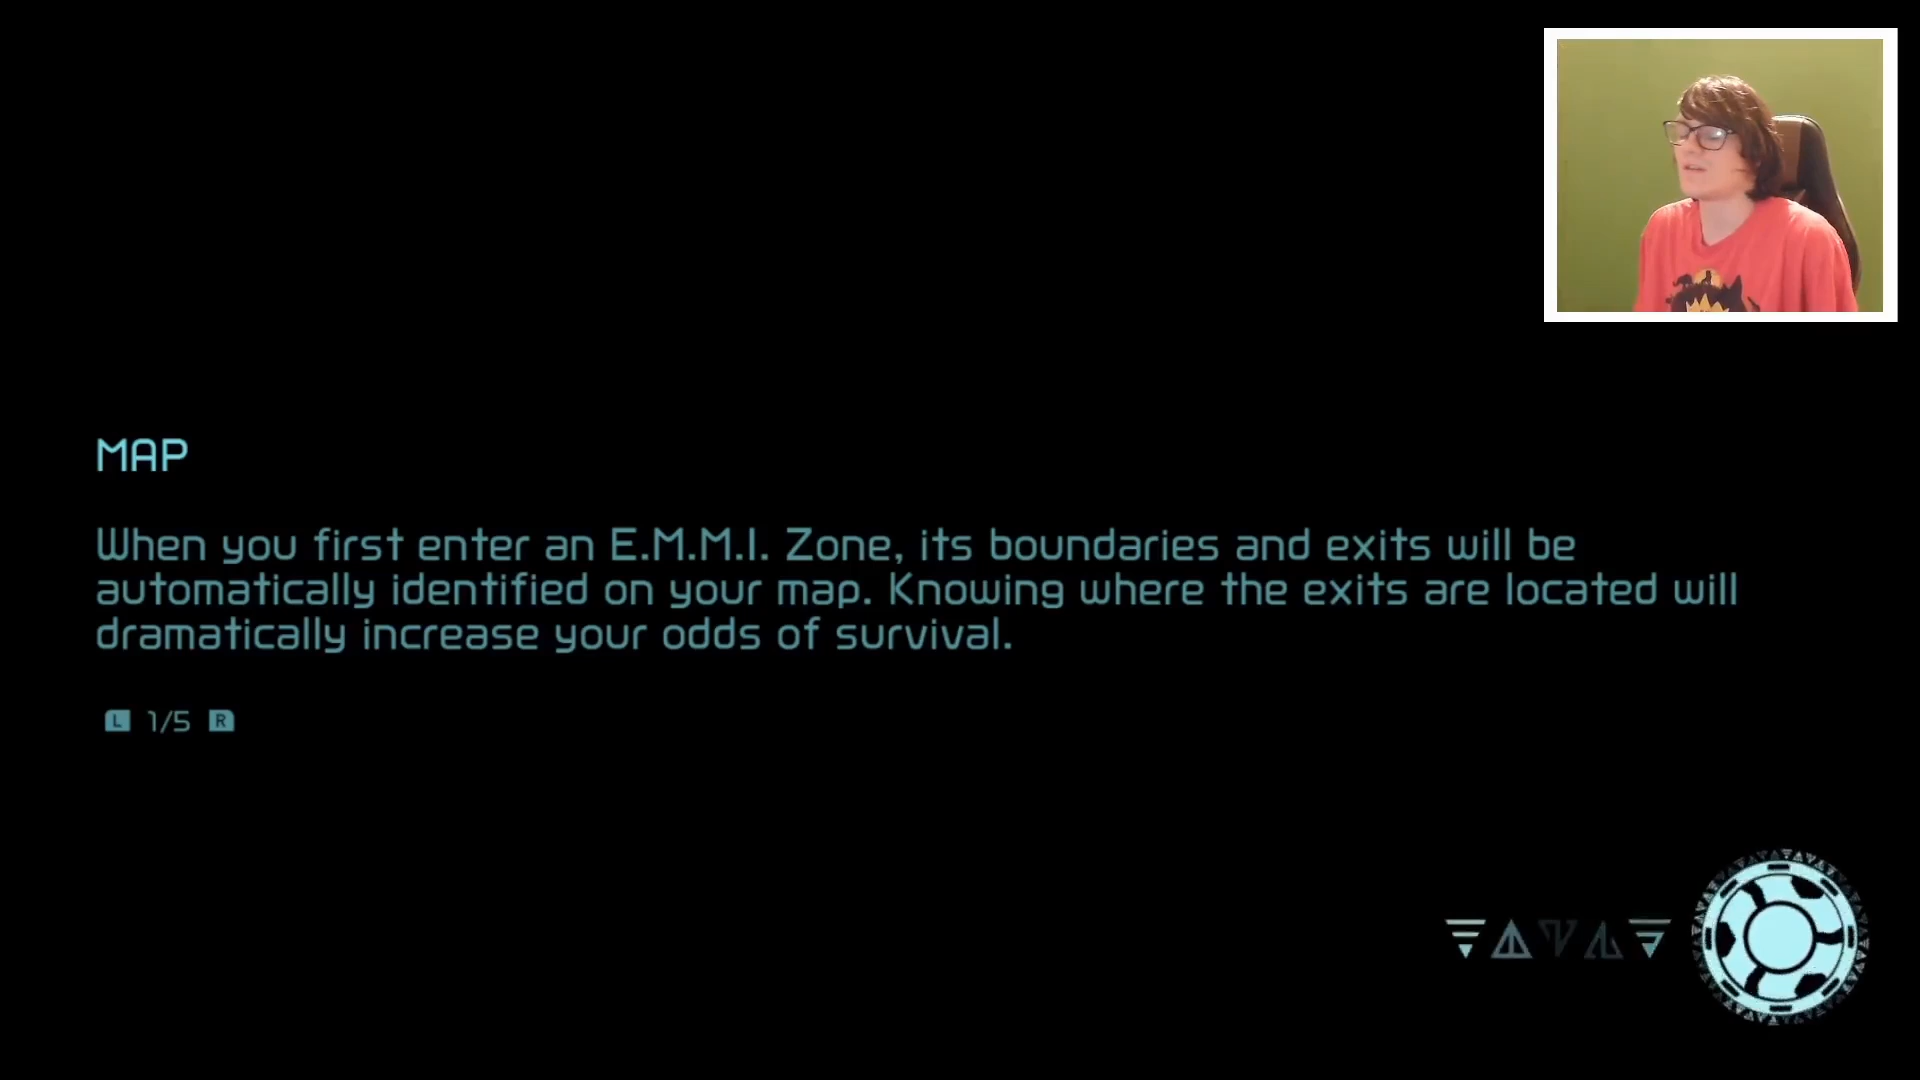 MAP
When you first enter an E.M.M.I. Zone, its boundaries and exits will be
automatically identified on your map. Knowing where the exits are located will
dramatically increase your odds of survival.
L 1/5 R